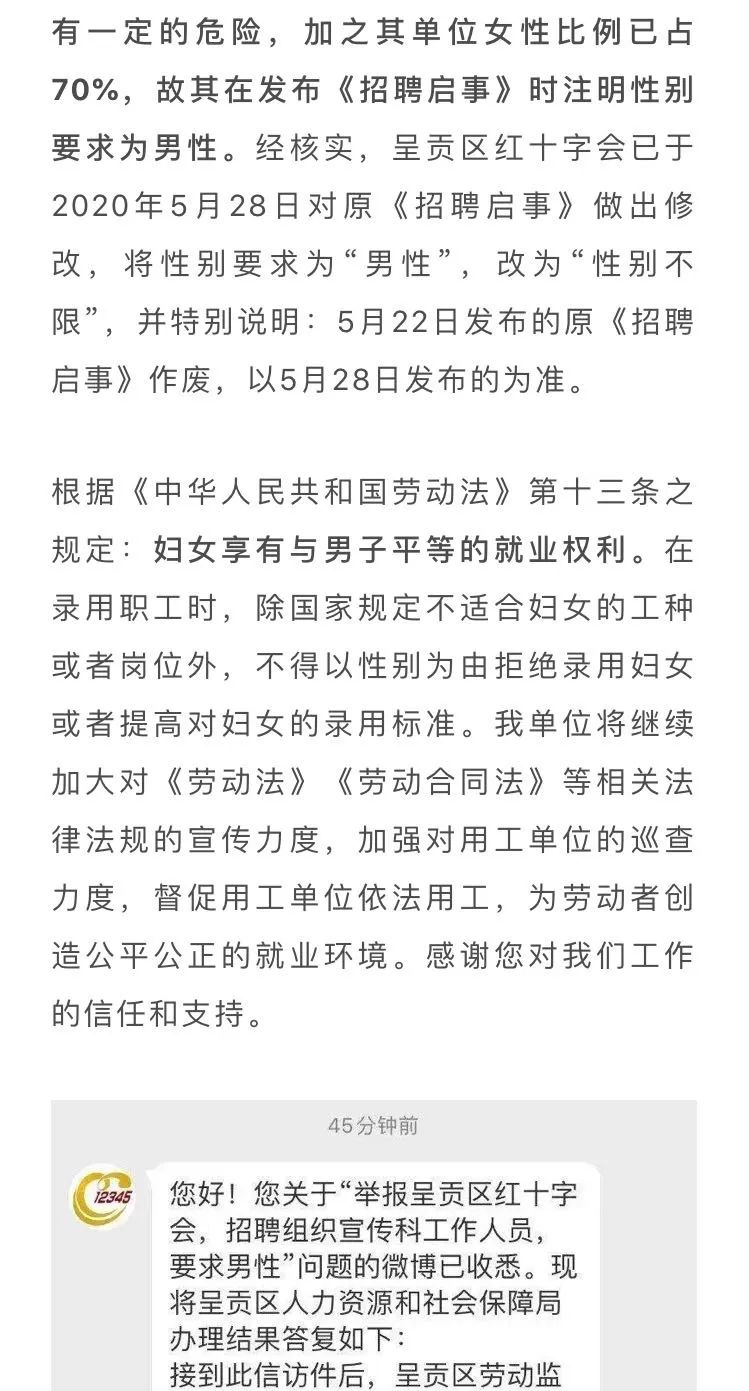 有一定的危险，加之其单位女性比例已占
70%，故其在发布《招聘启事》时注明性别
要求为男性。经核实，呈贡区红十字会已于
2020年5月28日对原《招聘启事》做出修
改，将性别要求为“男性”，改为“性别不
限”，并特别说明：5月22日发布的原《招聘
启事》作废，以5月28日发布的为准。
根据《中华人民共和国劳动法》第十三条之
规定：妇女享有与男子平等的就业权利。在
录用职工时，除国家规定不适合妇女的工种
或者岗位外，不得以性别为由拒绝录用妇女
或者提高对妇女的录用标准。我单位将继续
加大对《劳动法》《劳动合同法》等相关法
律法规的宣传力度，加强对用工单位的巡查
力度，督促用工单位依法用工，为劳动者创
造公平公正的就业环境。感谢您对我们工作
的信任和支持。
45分钟前
12345
您好！您关于“举报呈贡区红十字
会，招聘组织宣传科工作人员，
要求男性”问题的微博已收悉。现
将呈贡区人力资源和社会保障局
办理结果答复如下：
接到此信访件后，呈贡区劳动监